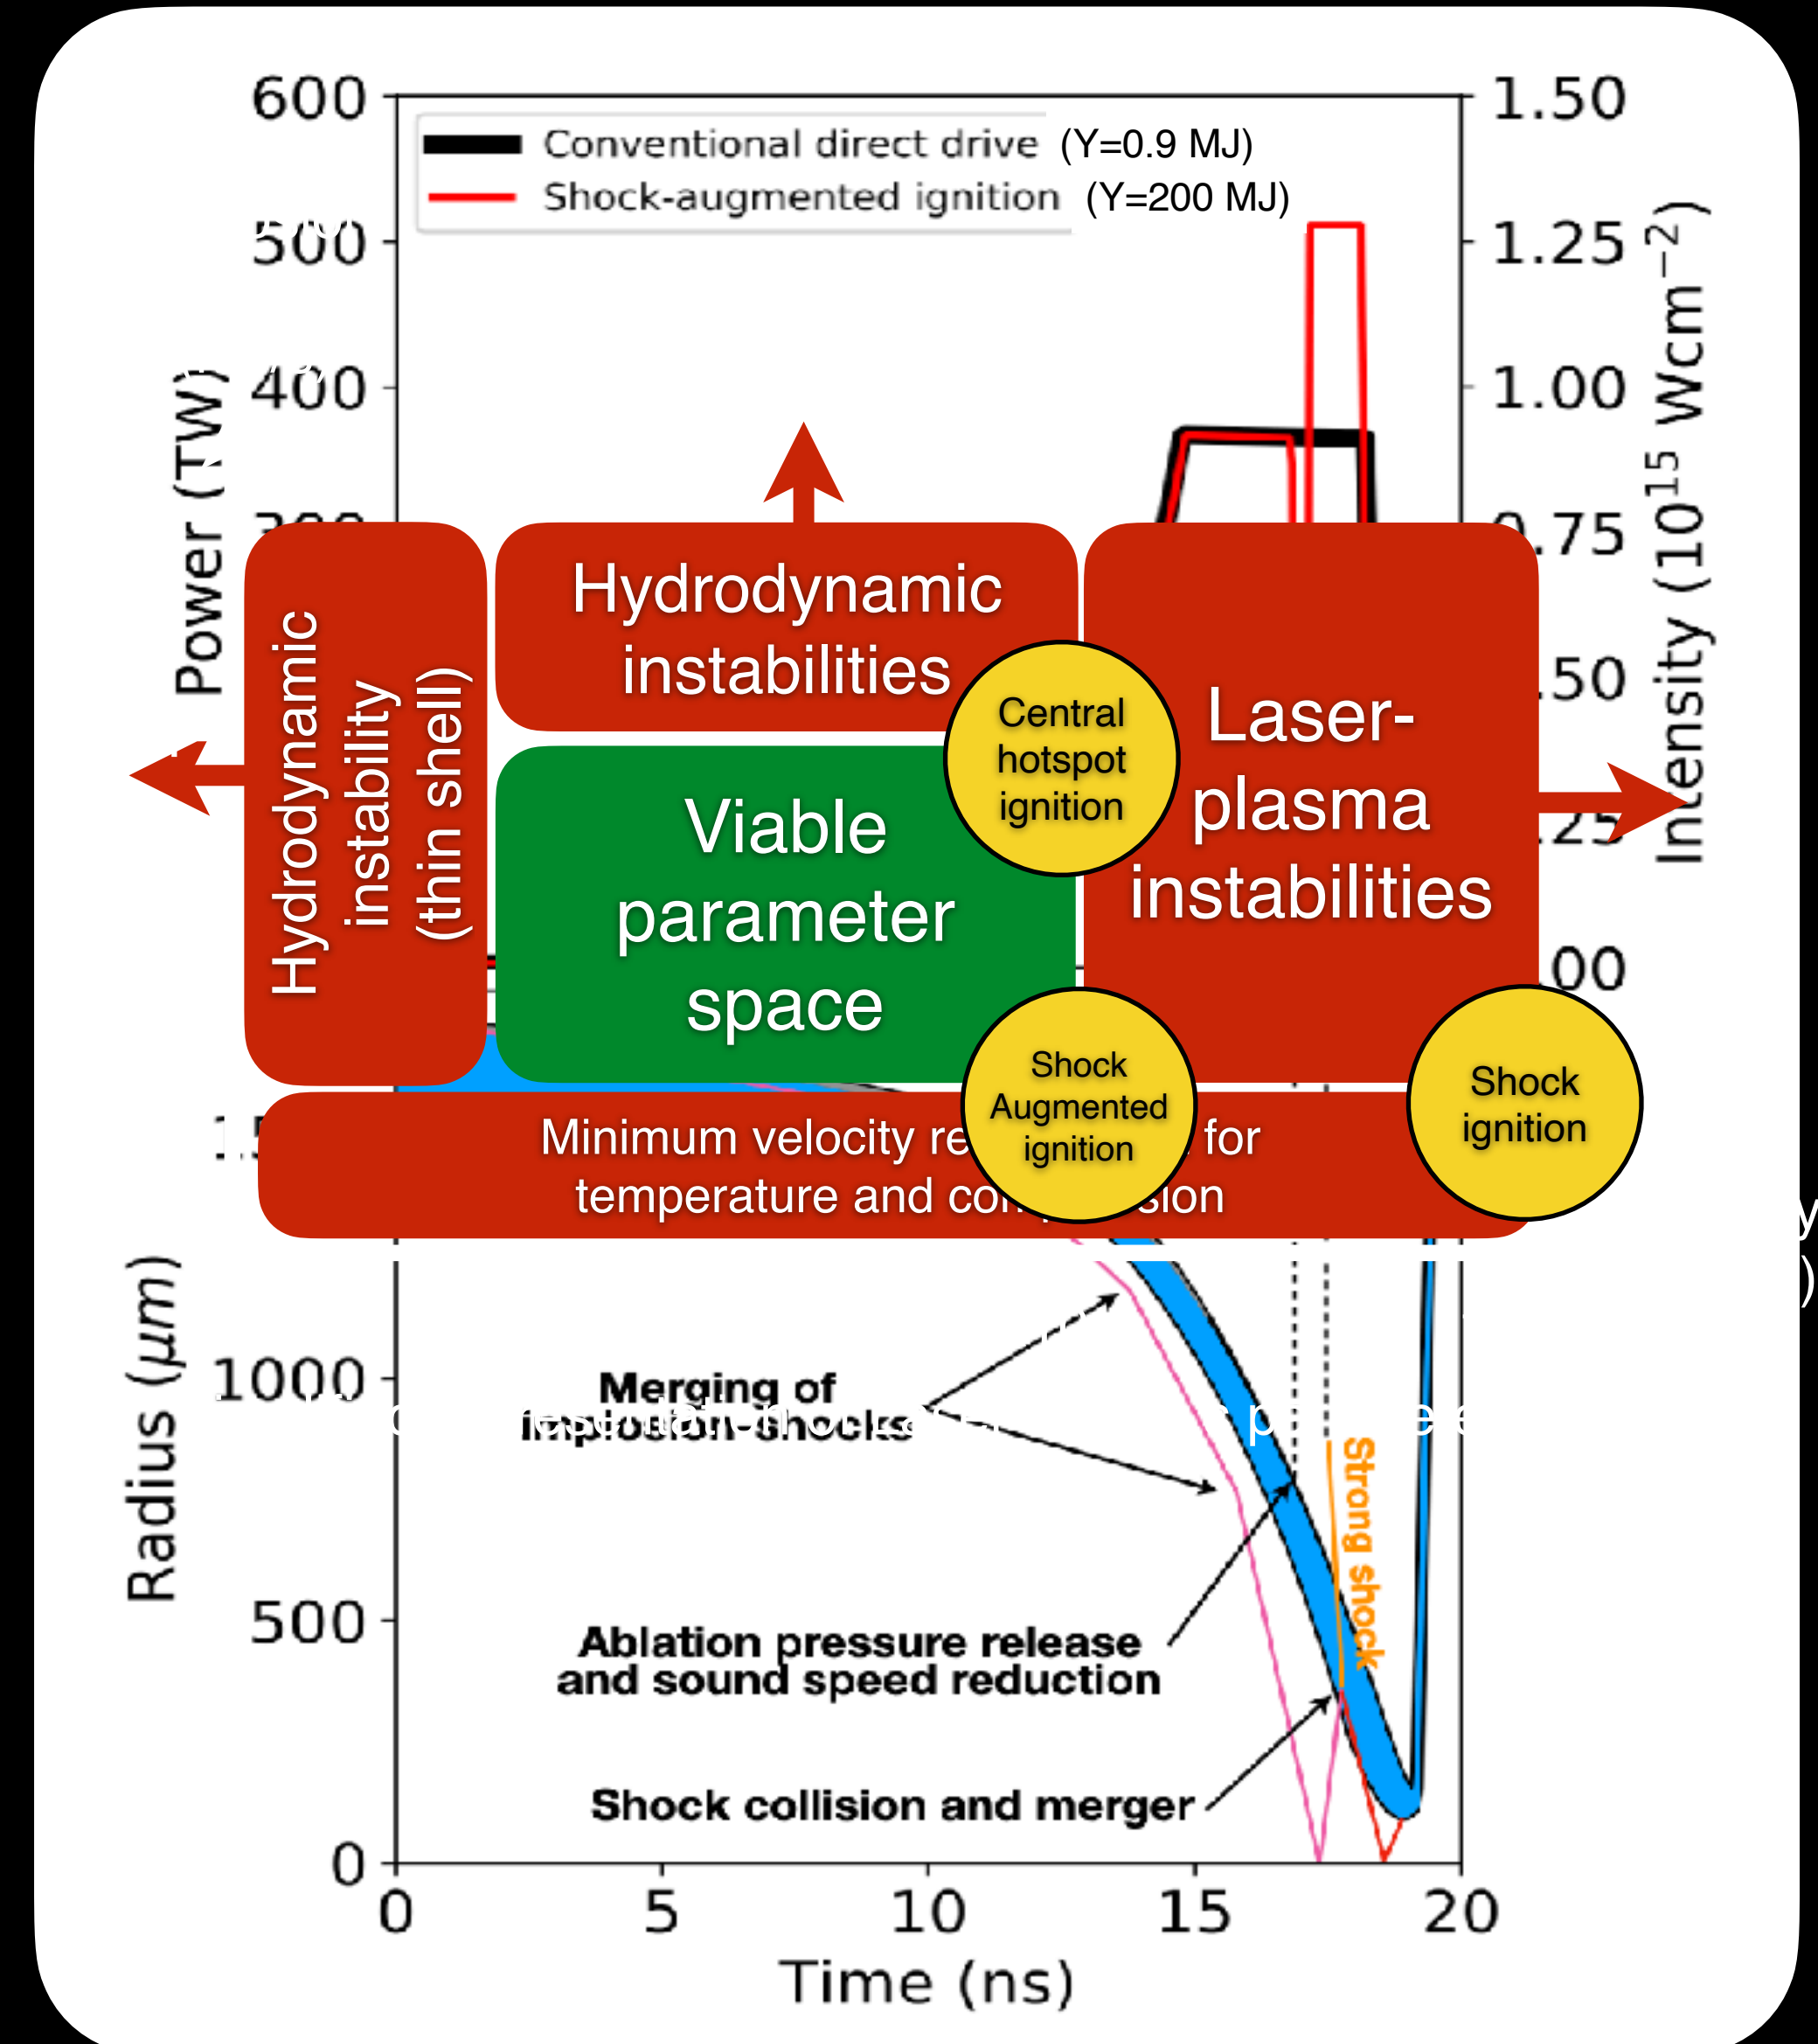 600
1.50
Conventional direct drive (Y=0.9 MJ)
Shock-augmented ignition (Y=200 MJ)
500
1.25
400
1.00
Power (TW)
Intensity (10¹⁵ Wcm⁻²)
.75
50
25
00
Hydrodynamic
instability
(thin shell)
Hydrodynamic
instabilities
Central
hotspot
ignition
Laser-
plasma
instabilities
Viable
parameter
space
Shock
Augmented
ignition
Shock
ignition
Minimum velocity for
temperature and
Radius (μm)
1000
Merging of
implosion shocks
Strong shock
500
Ablation pressure release
and sound speed reduction
Shock collision and merger
0
0 5 10 15 20
Time (ns)